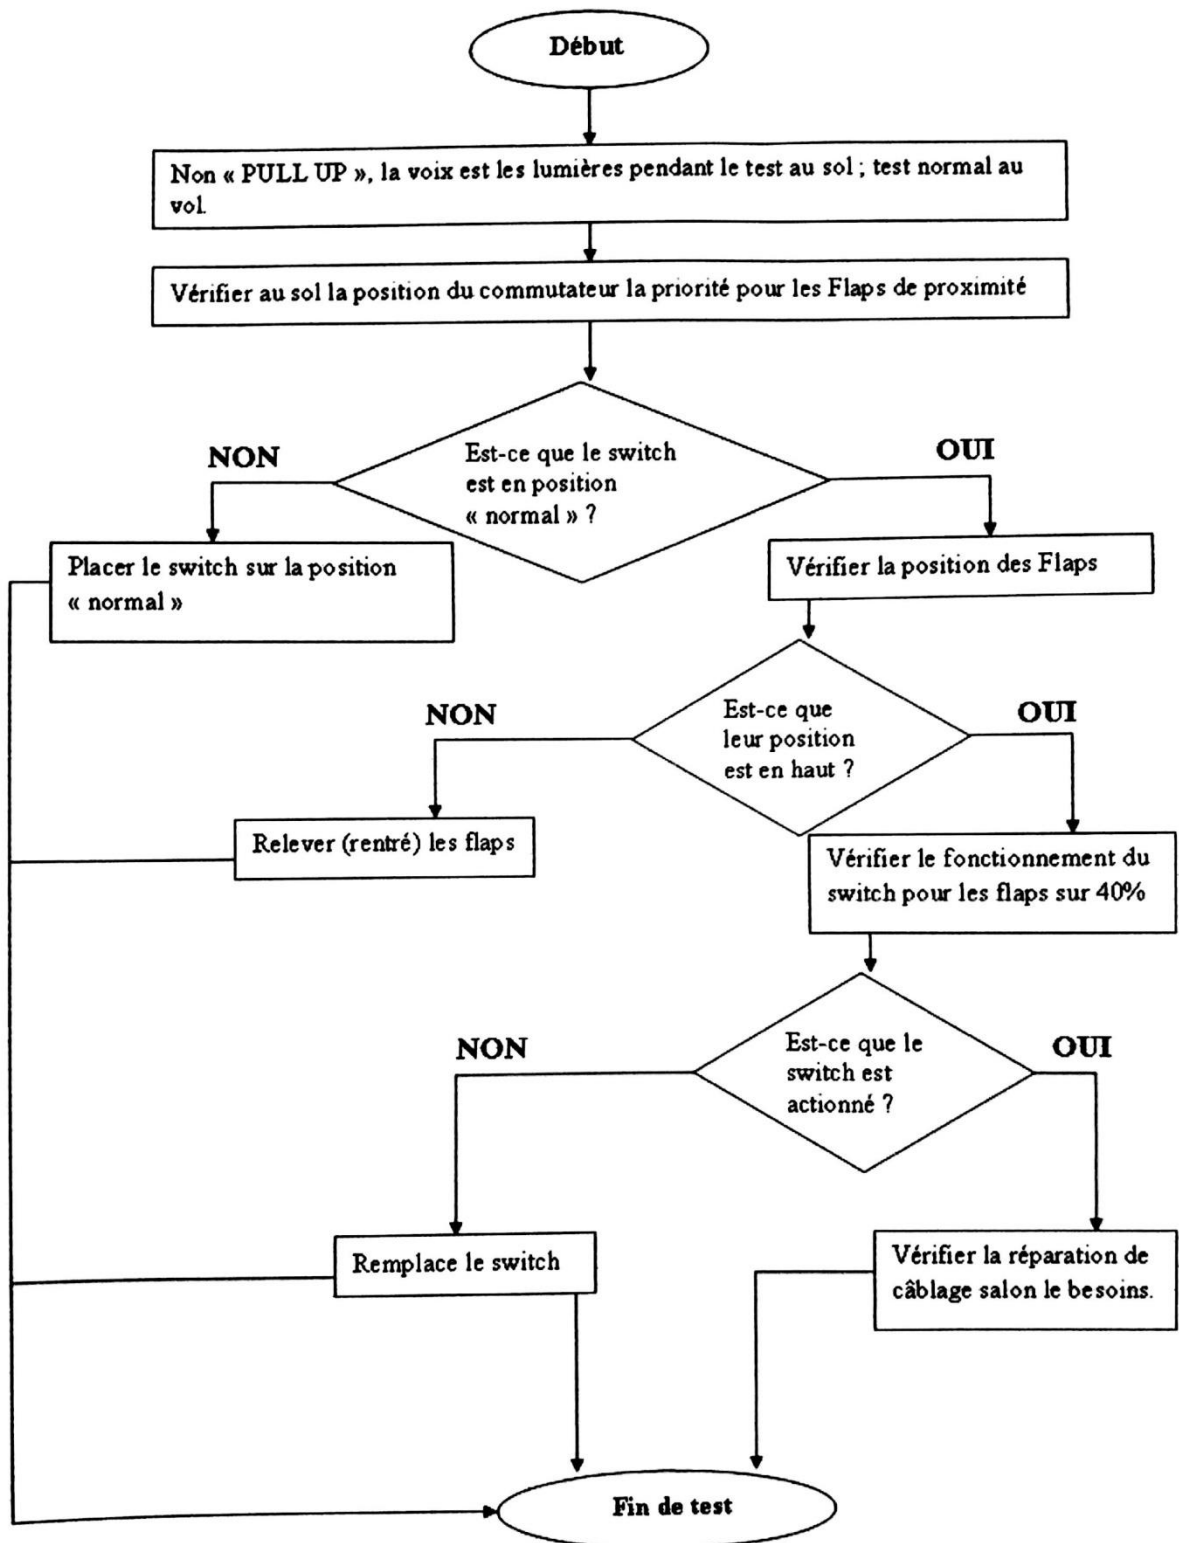 Début
Non « PULL UP », la voix est les lumières pendant le test au sol ; test normal au
vol.
Vérifier au sol la position du commutateur la priorité pour les Flaps de proximité
Est-ce que le switch
est en position
« normal » ?
NON
OUI
Placer le switch sur la position
« normal »
Vérifier la position des Flaps
Est-ce que
leur position
est en haut ?
NON
OUI
Relever (rentré) les flaps
Vérifier le fonctionnement du
switch pour les flaps sur 40%
Est-ce que le
switch est
actionné ?
NON
OUI
Remplace le switch
Vérifier la réparation de
câblage salon le besoins.
Fin de test